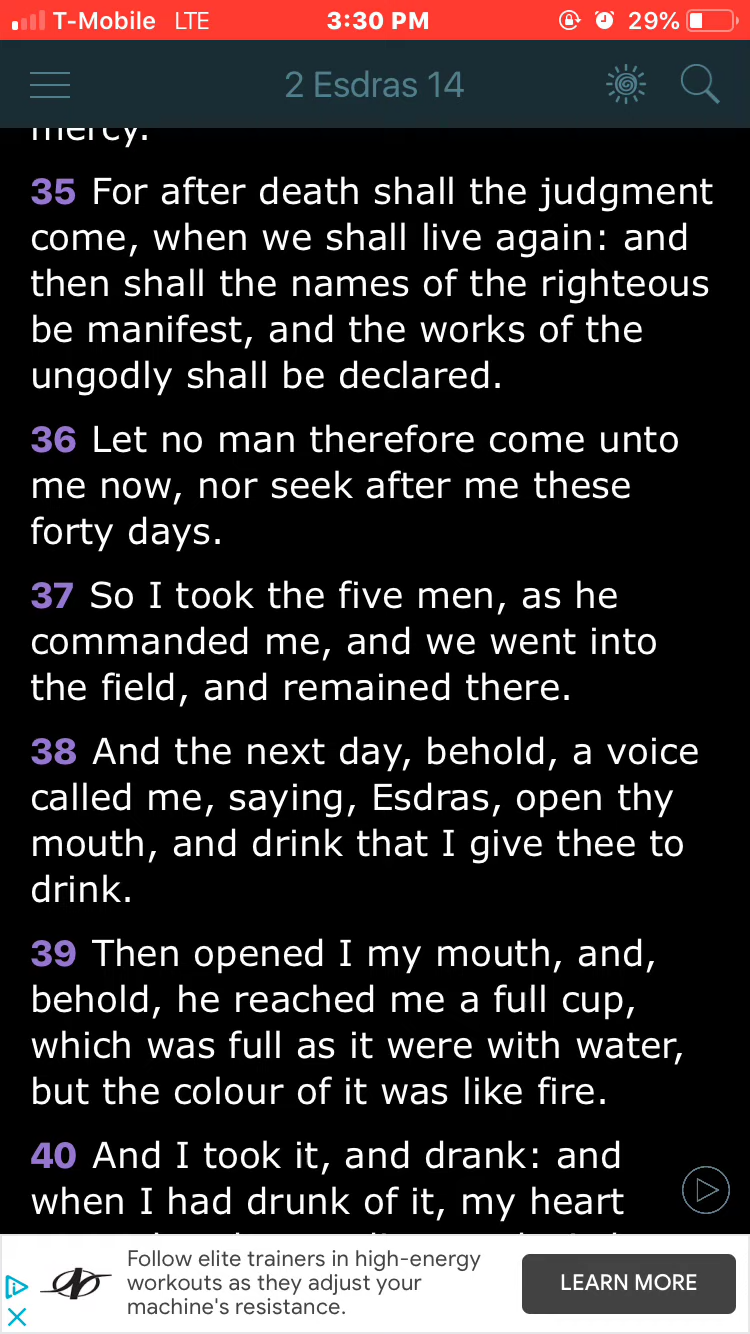 T-Mobile LTE 3:30 PM 29%
2 Esdras 14
mercy.
35 For after death shall the judgment
come, when we shall live again: and
then shall the names of the righteous
be manifest, and the works of the
ungodly shall be declared.
36 Let no man therefore come unto
me now, nor seek after me these
forty days.
37 So I took the five men, as he
commanded me, and we went into
the field, and remained there.
38 And the next day, behold, a voice
called me, saying, Esdras, open thy
mouth, and drink that I give thee to
drink.
39 Then opened I my mouth, and,
behold, he reached me a full cup,
which was full as it were with water,
but the colour of it was like fire.
40 And I took it, and drank: and
when I had drunk of it, my heart
Follow elite trainers in high-energy
workouts as they adjust your
machine's resistance.
LEARN MORE